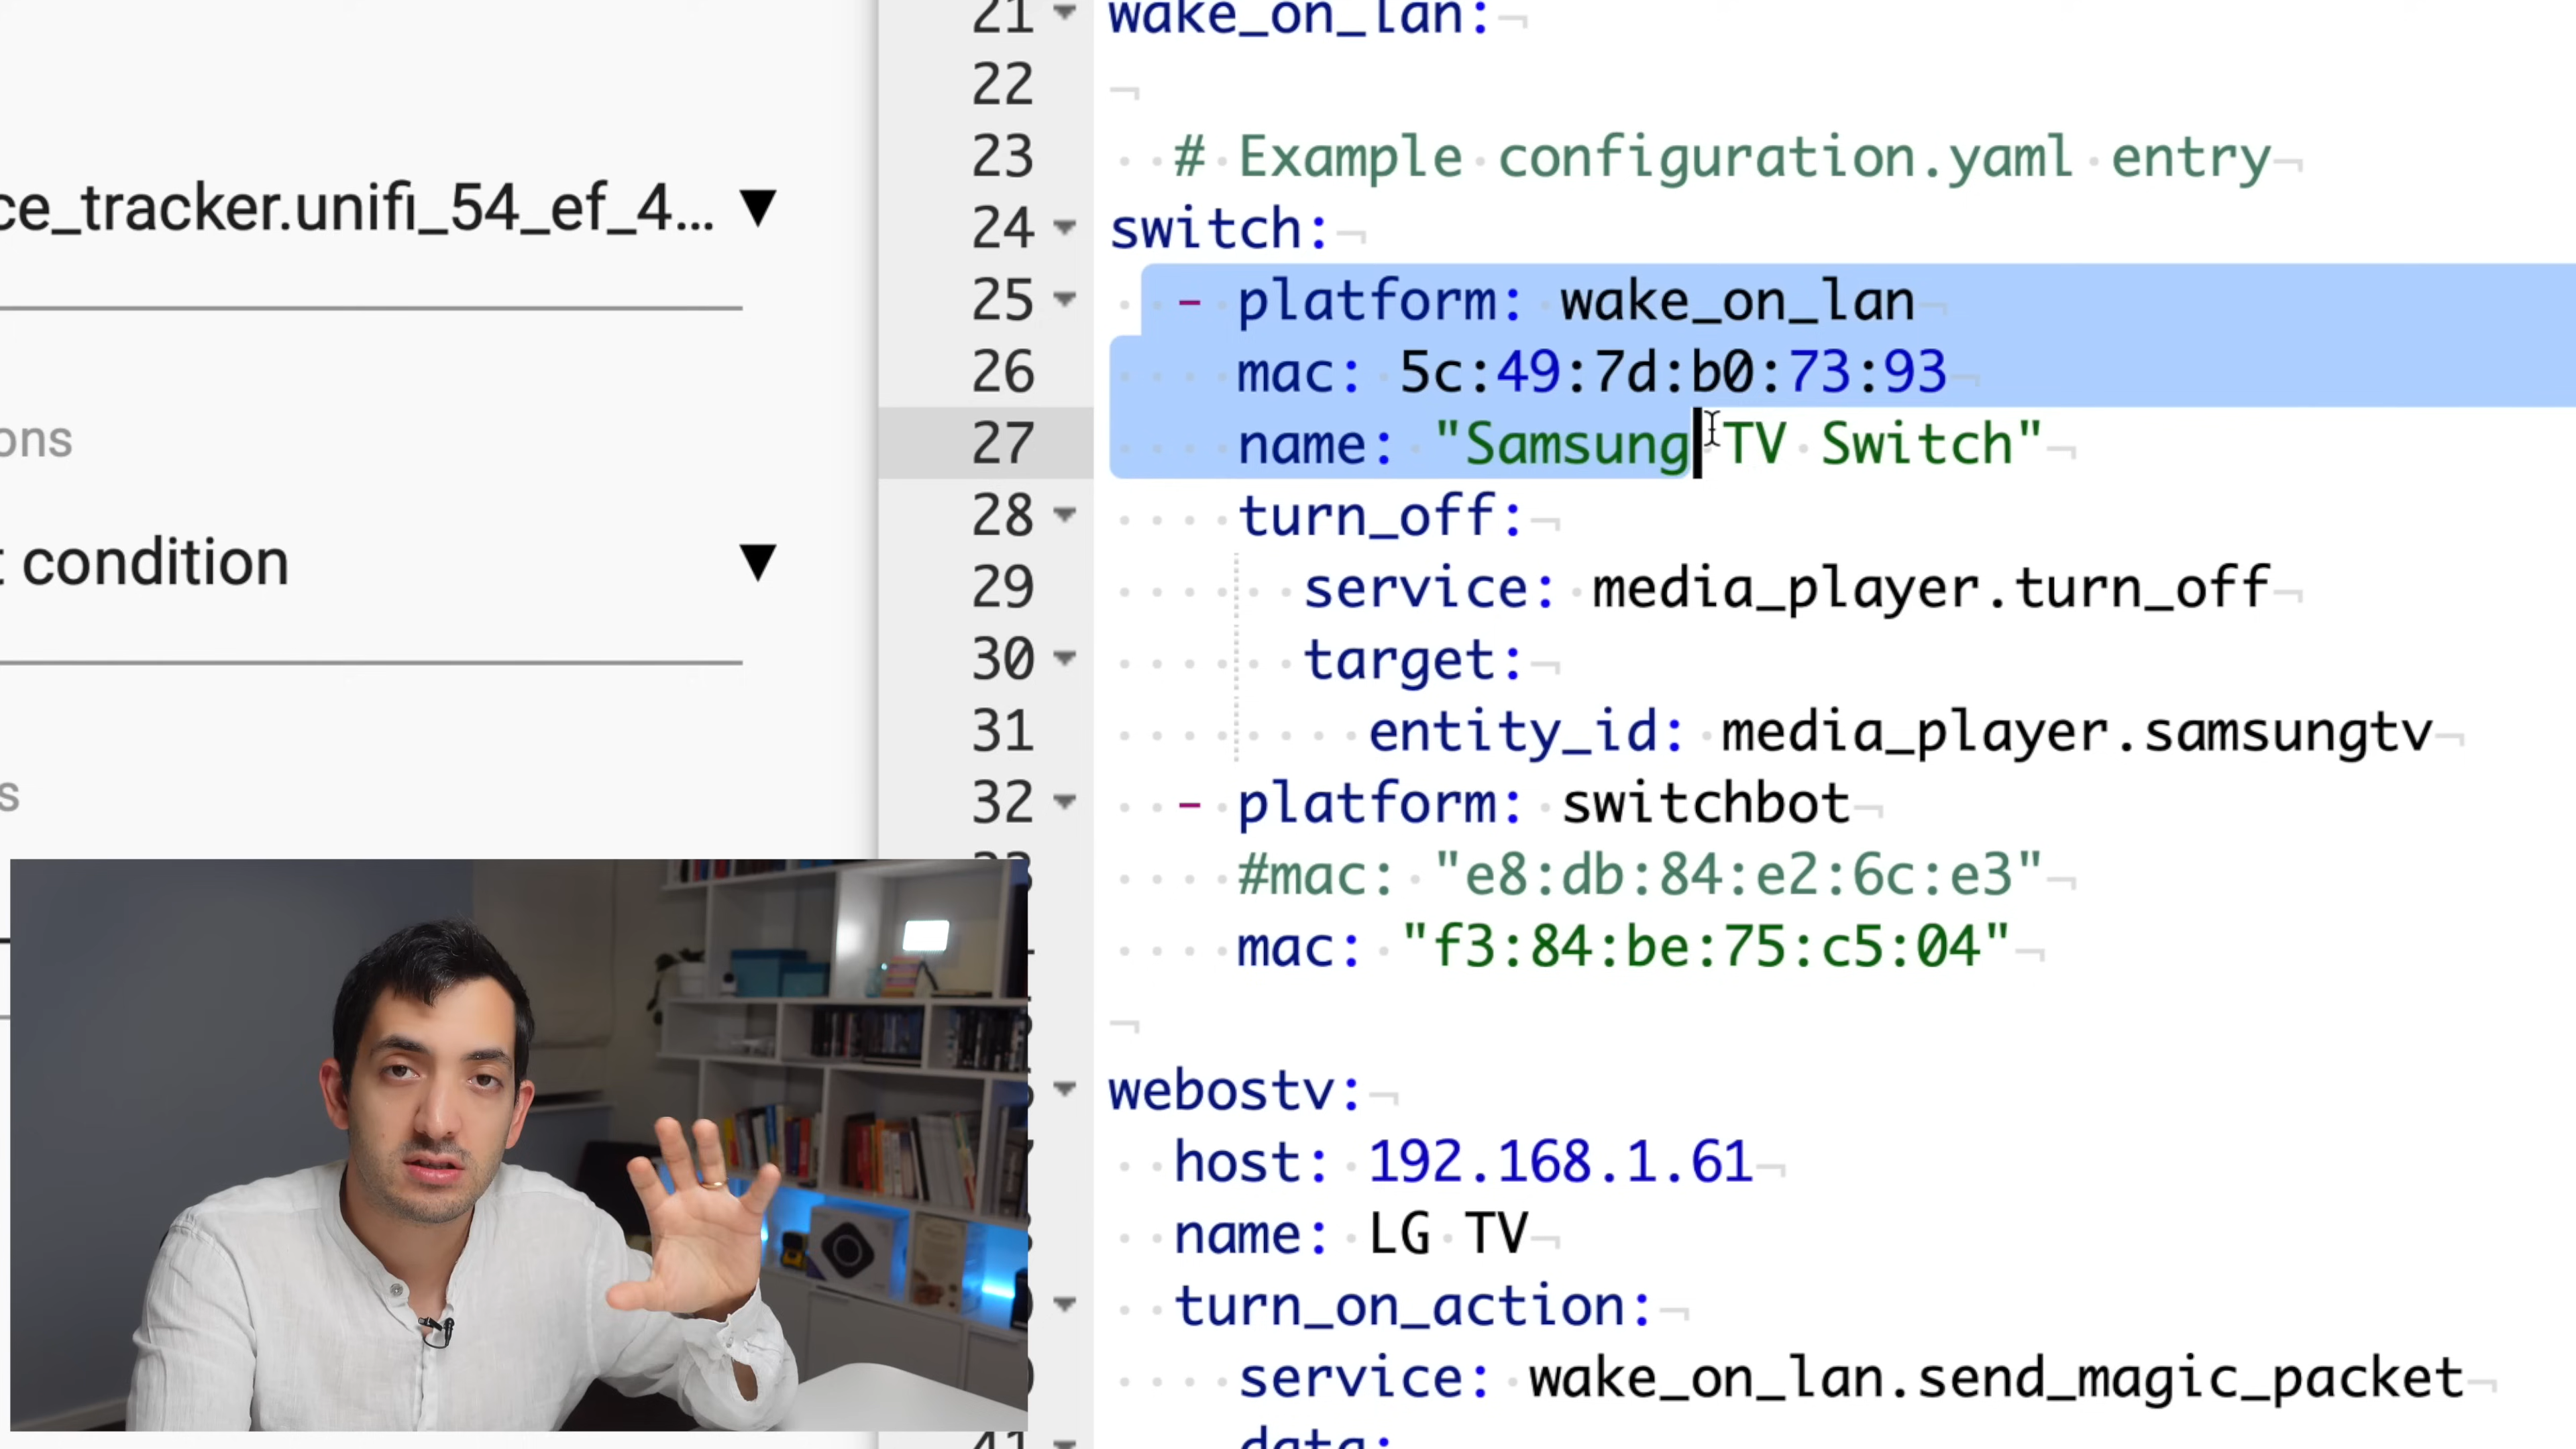 ce_tracker.unifi_54_ef_4...
ons
t condition
s
21 wake_on_lan:
22
23 # Example configuration.yaml entry
24 switch:
25 - platform: wake_on_lan
26 mac: 5c:49:7d:b0:73:93
27 name: "Samsung TV Switch"
28 turn_off:
29 service: media_player.turn_off
30 target:
31 entity_id: media_player.samsungtv
32 - platform: switchbot
#mac: "e8:db:84:e2:6c:e3"
mac: "f3:84:be:75:c5:04"
webostv:
host: 192.168.1.61
name: LG TV
turn_on_action:
service: wake_on_lan.send_magic_packet
41 data: